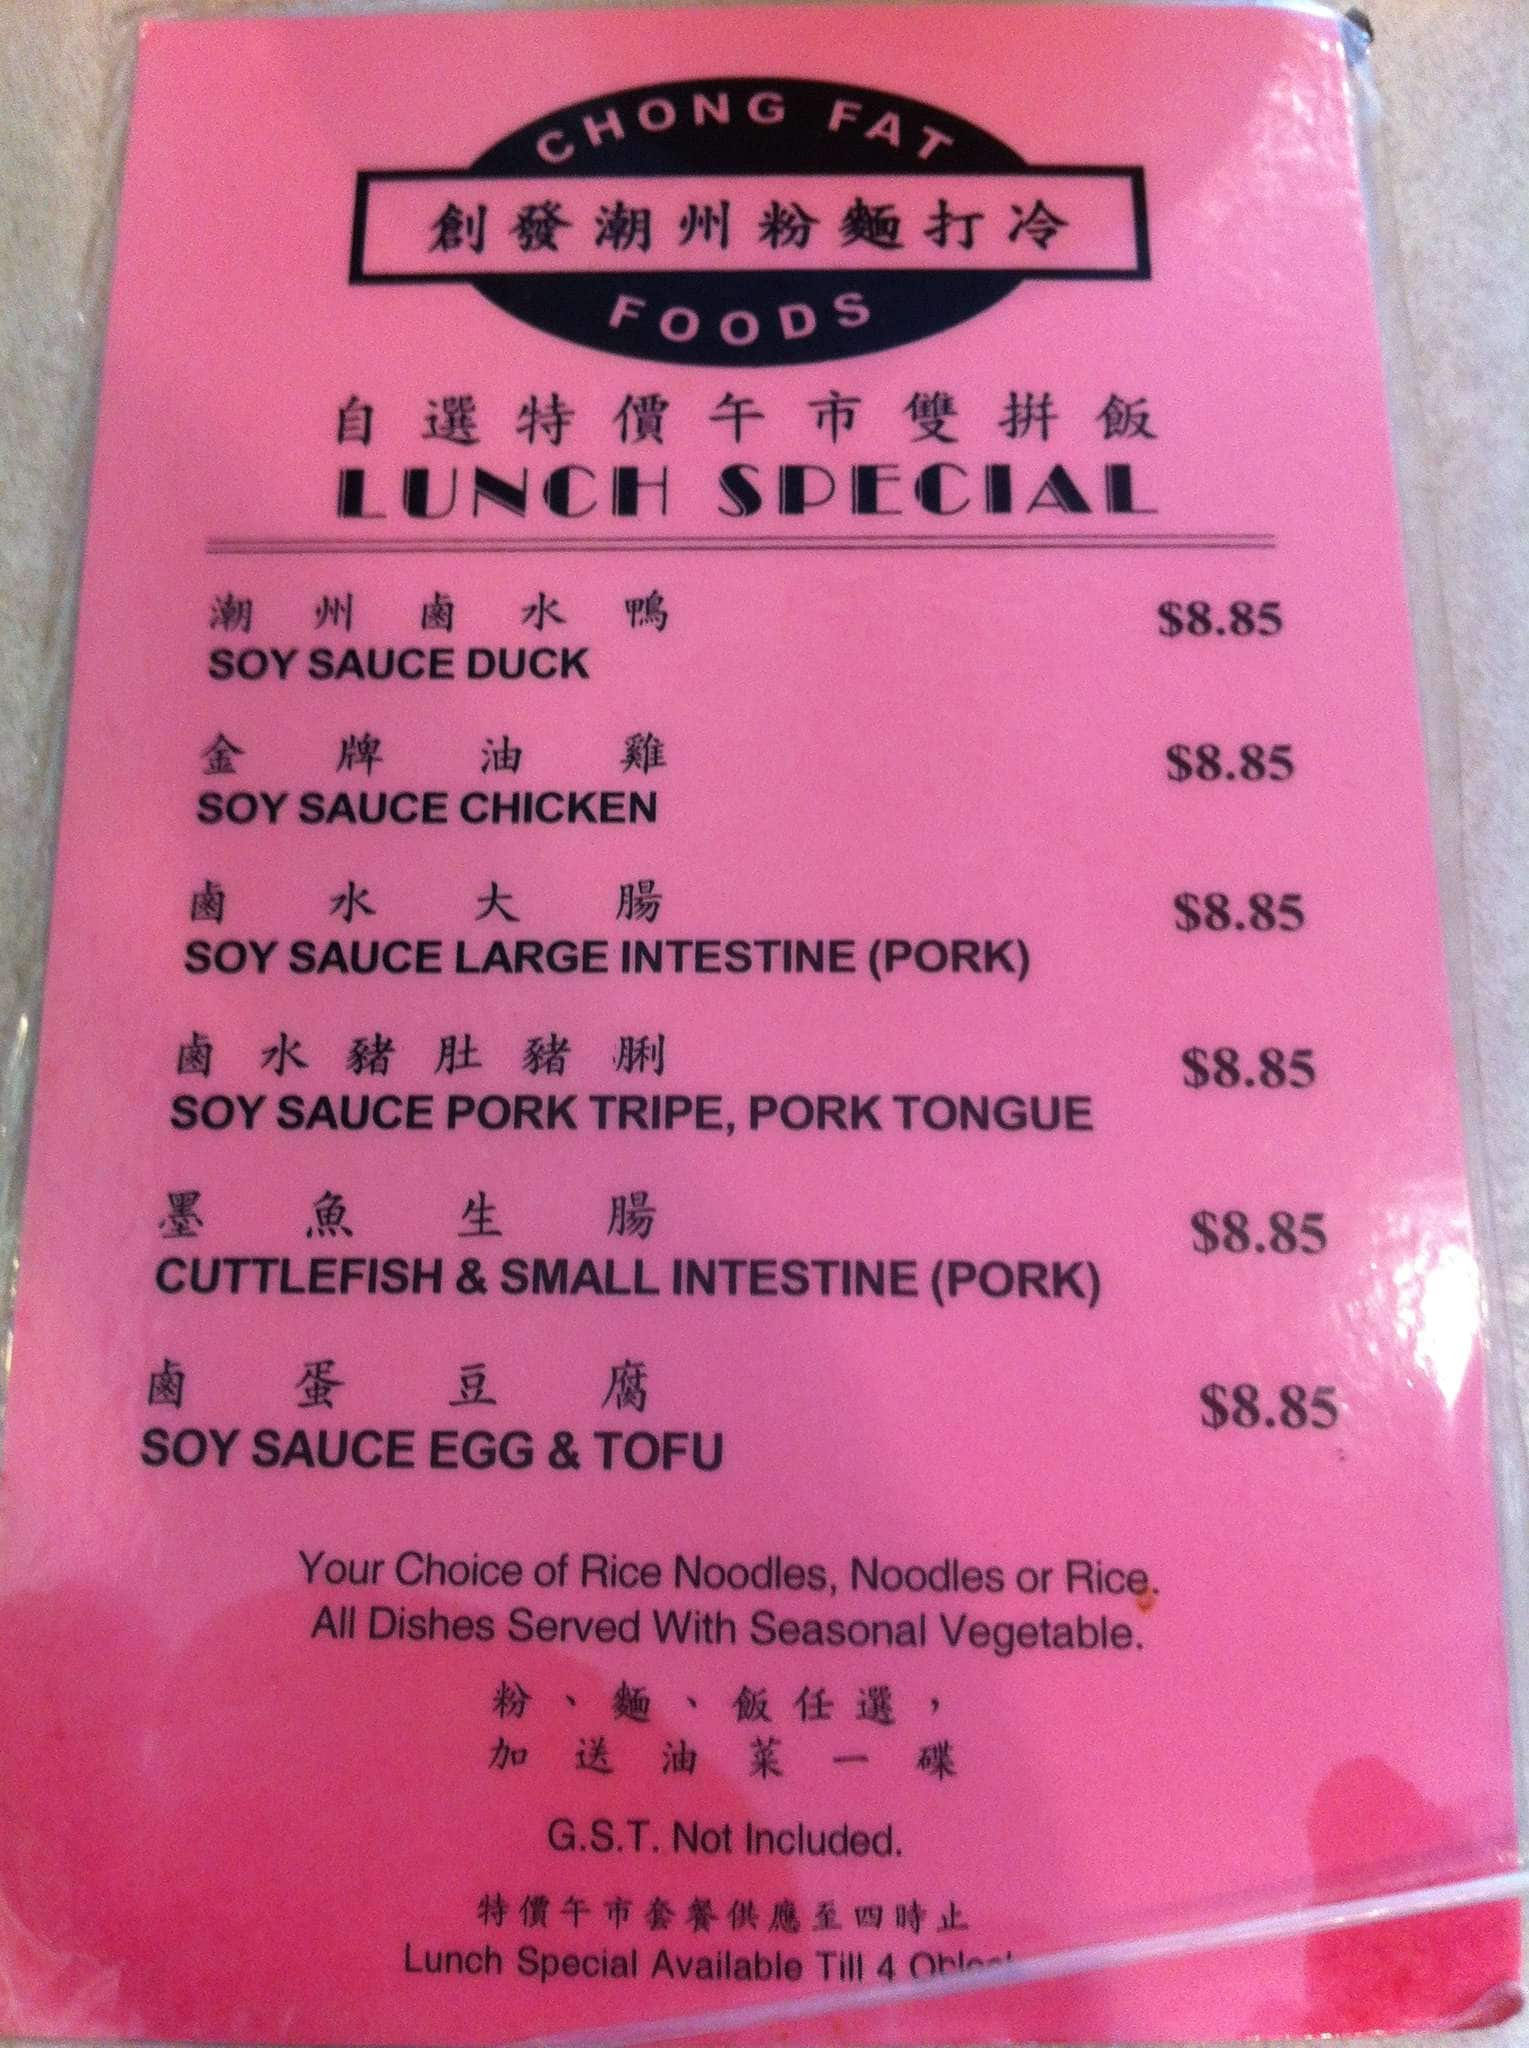 CHONG FAT
創發潮州粉麵打冷
FOODS
自選特價午市雙拼飯
LUNCH SPECIAL
潮州鹵水鴨 $8.85
SOY SAUCE DUCK
金牌油雞 $8.85
SOY SAUCE CHICKEN
鹵水大腸 $8.85
SOY SAUCE LARGE INTESTINE (PORK)
鹵水豬肚豬脷 $8.85
SOY SAUCE PORK TRIPE, PORK TONGUE
墨魚生腸 $8.85
CUTTLEFISH & SMALL INTESTINE (PORK)
鹵蛋豆腐 $8.85
SOY SAUCE EGG & TOFU
Your Choice of Rice Noodles, Noodles or Rice.
All Dishes Served With Seasonal Vegetable.
粉、麵、飯任選，
加送油菜一碟
G.S.T. Not Included.
特價午市套餐供應至四時止
Lunch Special Available Till 4